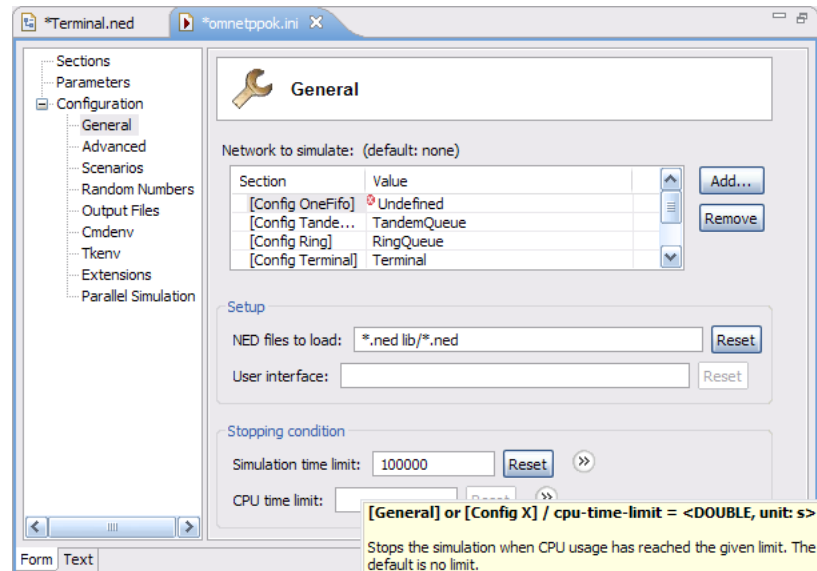 *Terminal.ned
*omnetppok.ini
Sections
Parameters
Configuration
General
Advanced
Scenarios
Random Numbers
Output Files
Cmdenv
Tkenv
Extensions
Parallel Simulation
General
Network to simulate: (default: none)
Section Value
[Config OneFifo] Undefined
[Config Tande... TandemQueue
[Config Ring] RingQueue
[Config Terminal] Terminal
Add...
Remove
Setup
NED files to load: *.ned lib/*.ned Reset
User interface: Reset
Stopping condition
Simulation time limit: 100000 Reset
CPU time limit: Reset
[General] or [Config X] / cpu-time-limit = <DOUBLE, unit: s>
Stops the simulation when CPU usage has reached the given limit. The
default is no limit.
Form Text